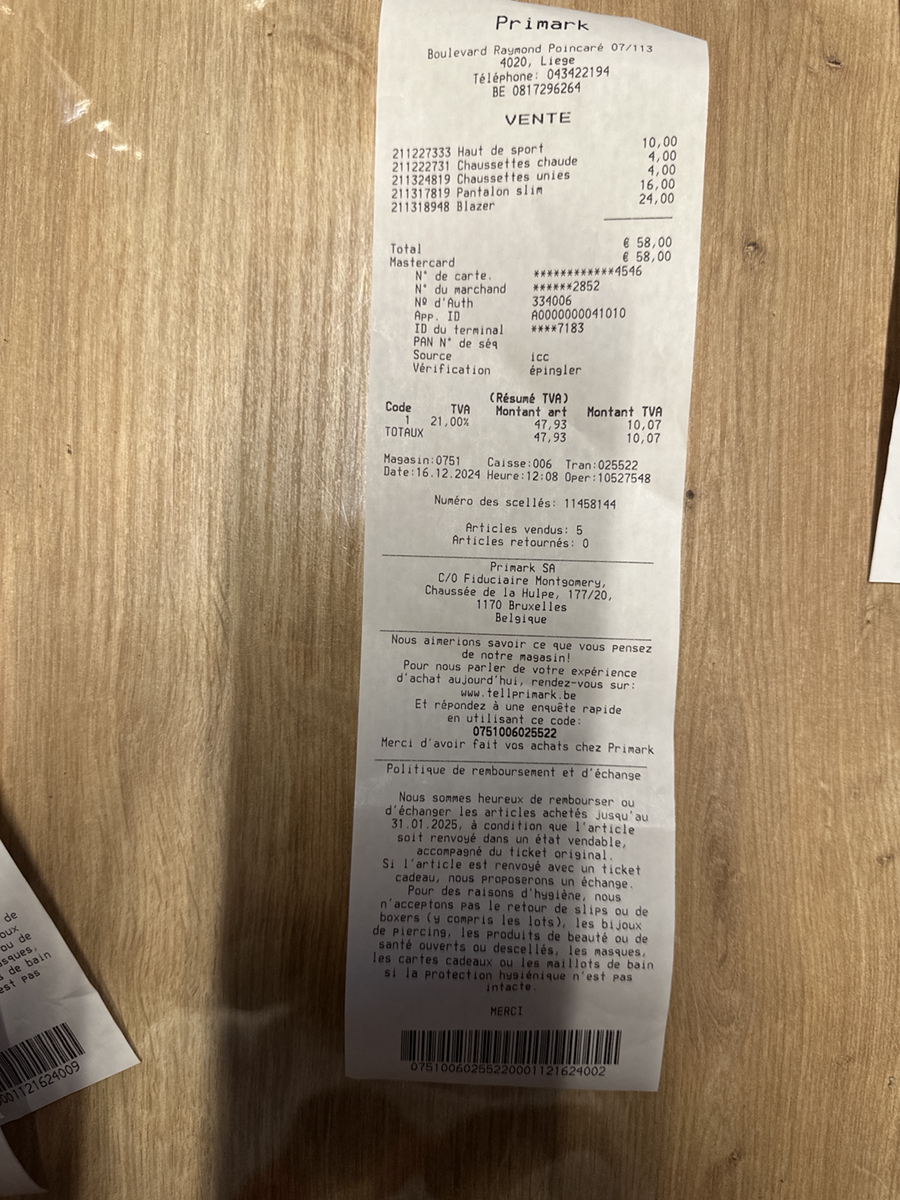 Primark
Boulevard Raymond Poincaré 07/113
4020, Liege
Téléphone: 043422194
BE 0817296264
VENTE
211227333 Haut de sport 10,00
211222731 Chaussettes chaude 4,00
211324819 Chaussettes unies 4,00
211317819 Pantalon slim 16,00
211318948 Blazer 24,00
Total € 58,00
Mastercard € 58,00
N° de carte. ************4546
N° du marchand ******2852
Nº d'Auth 334006
App. ID A0000000041010
ID du terminal ****7183
PAN N° de séq
Source icc
Vérification épingler
(Résumé TVA)
Code TVA Montant art Montant TVA
1 21,00% 47,93 10,07
TOTAUX 47,93 10,07
Magasin:0751 Caisse:006 Tran:025522
Date:16.12.2024 Heure:12:08 Oper:10527548
Numéro des scellés: 11458144
Articles vendus: 5
Articles retournés: 0
Primark SA
C/O Fiduciaire Montgomery,
Chaussée de la Hulpe, 177/20,
1170 Bruxelles
Belgique
Nous aimerions savoir ce que vous pensez
de notre magasin!
Pour nous parler de votre expérience
d'achat aujourd'hui, rendez-vous sur:
www.tellprimark.be
Et répondez à une enquête rapide
en utilisant ce code:
0751006025522
Merci d'avoir fait vos achats chez Primark
Politique de remboursement et d'échange
Nous sommes heureux de rembourser ou
d'échanger les articles achetés jusqu'au
31.01.2025, à condition que l'article
soit renvoyé dans un état vendable,
accompagné du ticket original.
Si l'article est renvoyé avec un ticket
cadeau, nous proposerons un échange.
Pour des raisons d'hygiène, nous
n'acceptons pas le retour de slips ou de
boxers (y compris les lots), les bijoux
de piercing, les produits de beauté ou de
santé ouverts ou descellés, les masques,
les cartes cadeaux ou les maillots de bain
si la protection hygiénique n'est pas
intacte.
MERCI
07510060255220001121624002
de
ou de
de bain
est pas